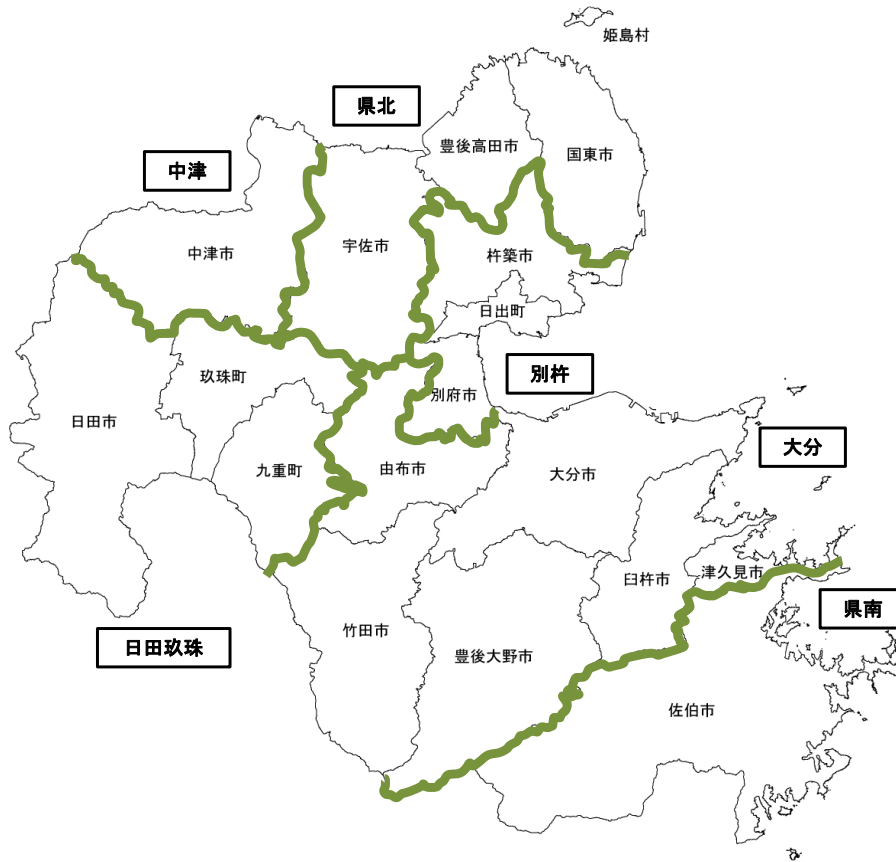 姫島村
県北
豊後高田市
国東市
中津
中津市
宇佐市
杵築市
日出町
玖珠町
別府市
別杵
日田市
大分
九重町
由布市
大分市
臼杵市
津久見市
県南
竹田市
日田玖珠
豊後大野市
佐伯市